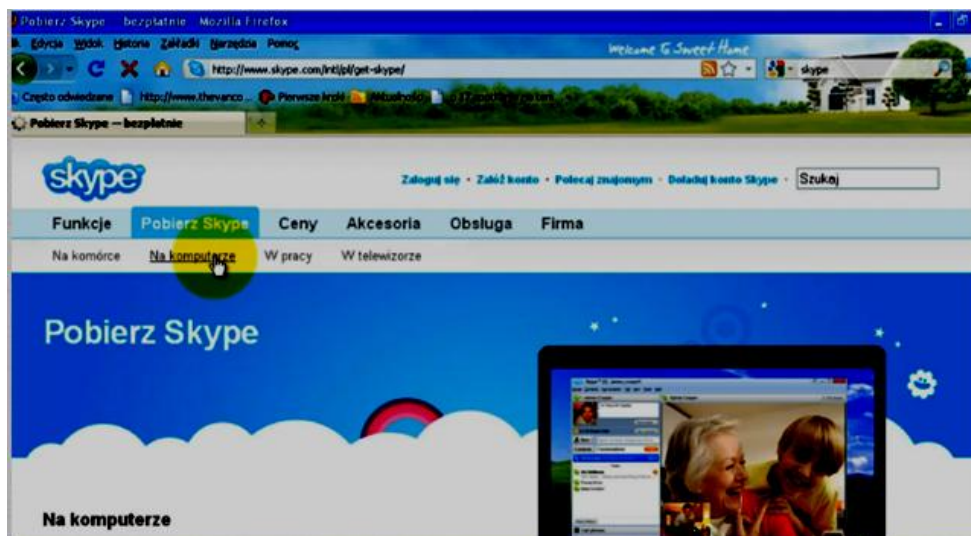 Pobierz Skype bezpłatnie Mozilla Firefox
Edycja Widok Historia Zakładki Narzędzia Pomoc
Welcome To Sweet Home
http://www.skype.com/intl/pl/get-skype/
skype
Często odwiedzane http://www.thevanco... Pierwsze kroki Aktualności
Pobierz Skype — bezpłatnie
skype
Zaloguj się • Załóż konto • Polecaj znajomym • Doładuj konto Skype • Szukaj
Funkcje Pobierz Skype Ceny Akcesoria Obsługa Firma
Na komórce Na komputerze W pracy W telewizorze
Pobierz Skype
Na komputerze